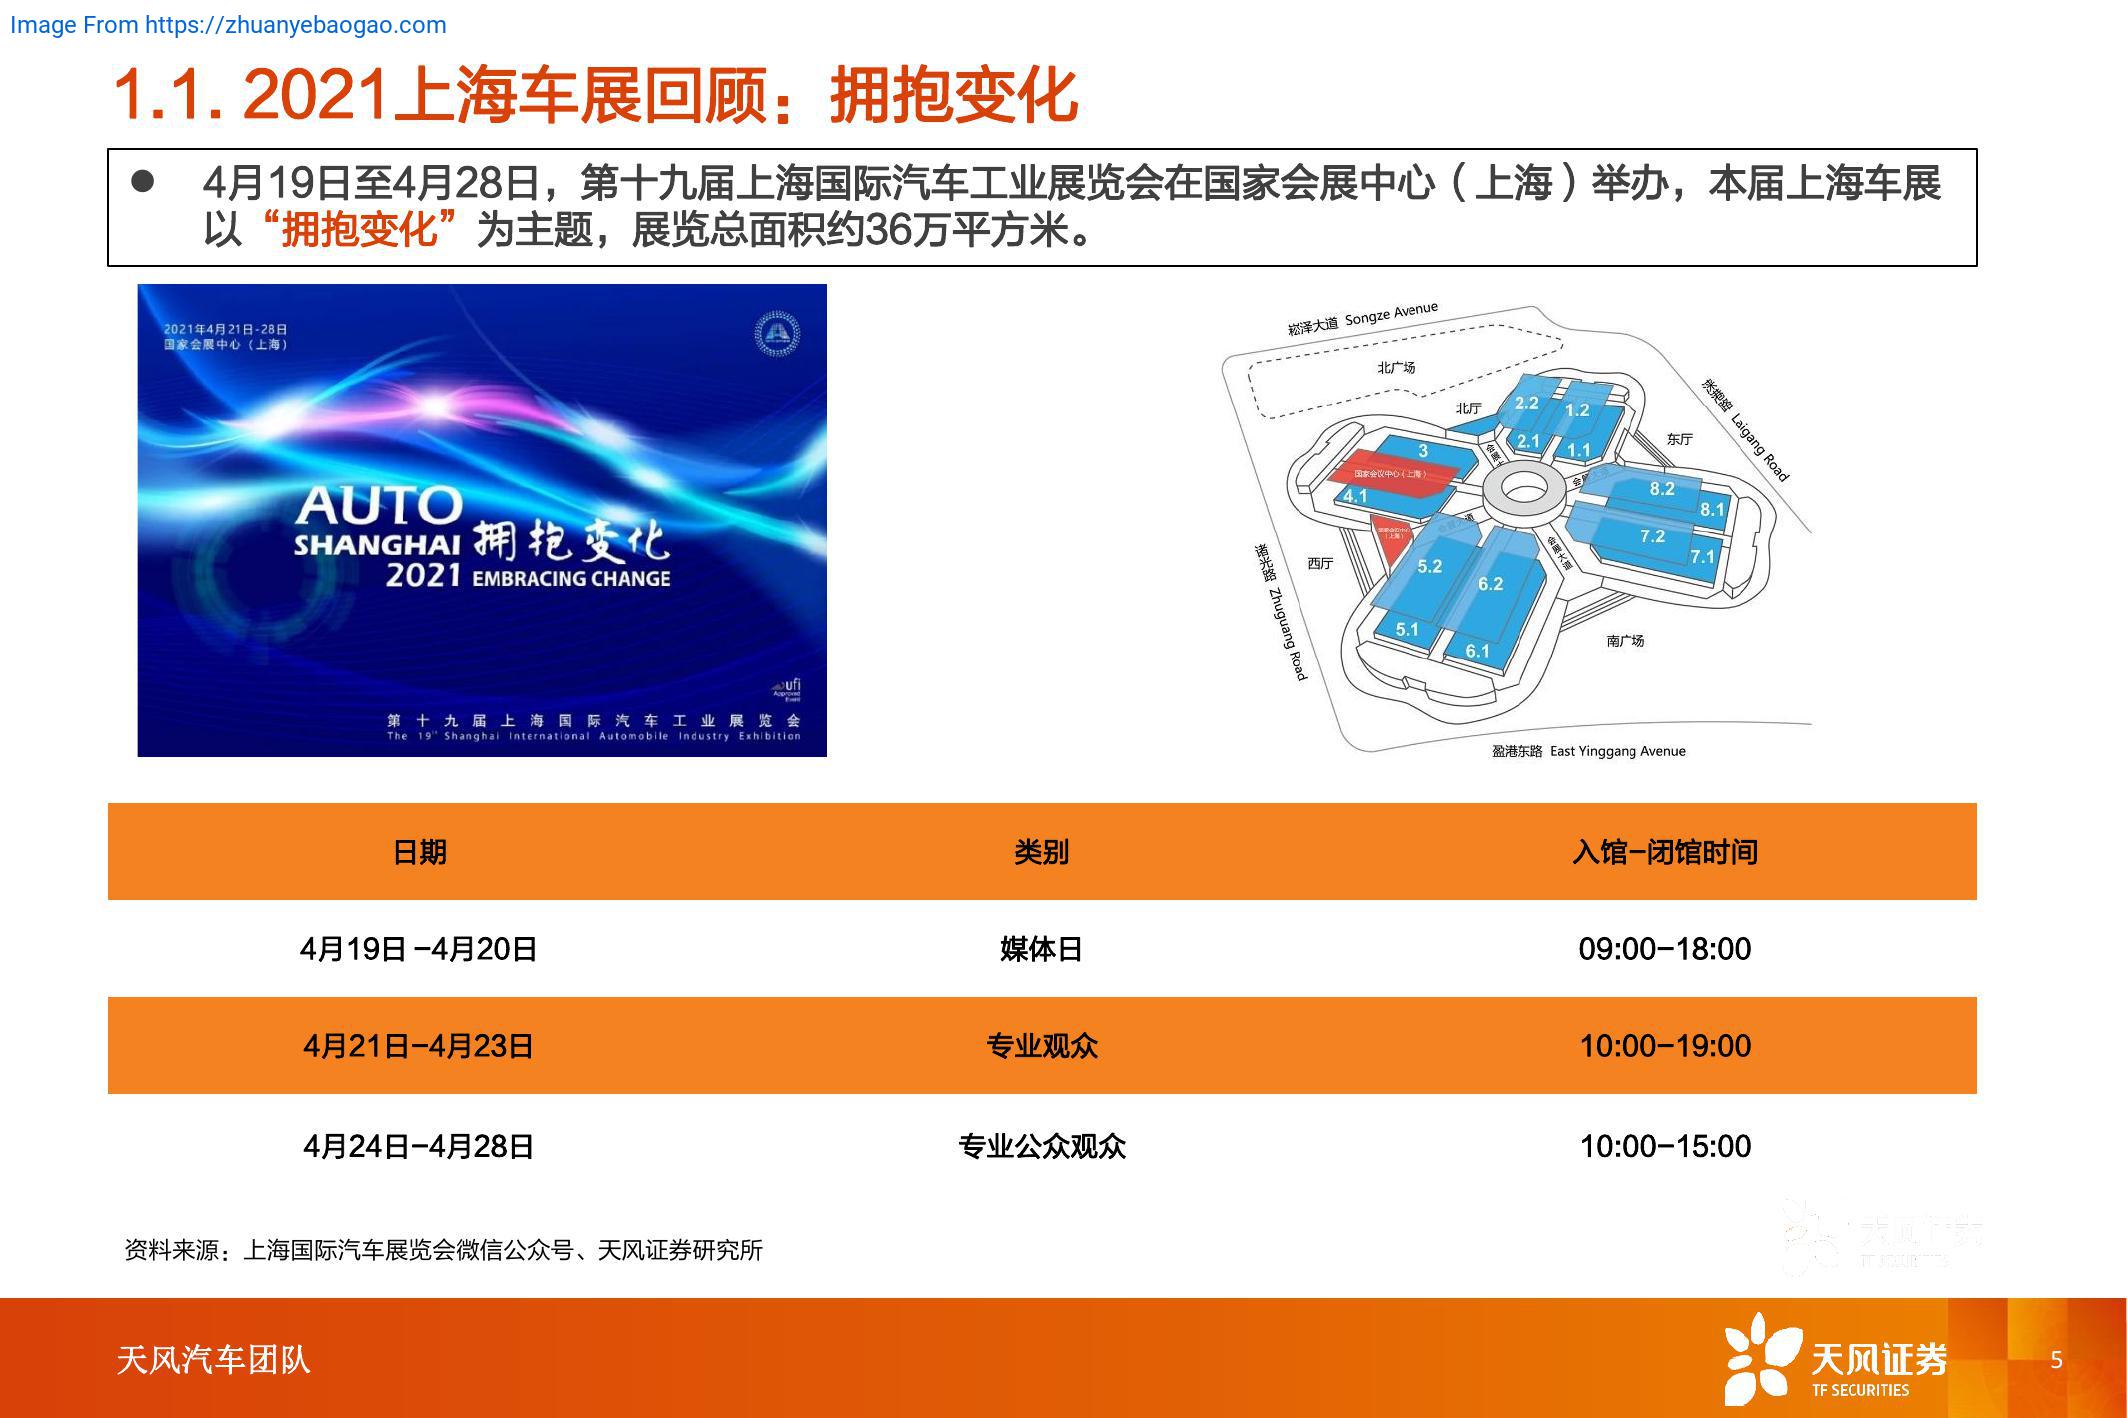 Image From https://zhuanyebaogao.com
1.1. 2021上海车展回顾：拥抱变化
● 4月19日至4月28日，第十九届上海国际汽车工业展览会在国家会展中心（上海）举办，本届上海车展
以“拥抱变化”为主题，展览总面积约36万平方米。
2021年4月21日-28日
国家会展中心（上海）
AUTO
SHANGHAI
2021
拥抱变化
EMBRACING CHANGE
ufi
Approved
Event
第十九届上海国际汽车工业展览会
The 19th Shanghai International Automobile Industry Exhibition
崧泽大道 Songze Avenue
北广场
北厅
2.2
1.2
2.1
1.1
东厅
Laigang Road
3
国家会议中心（上海）
4.1
8.2
8.1
7.2
7.1
会展大道
西厅
诸光路 Zhuguang Road
5.2
6.2
5.1
6.1
南广场
盈港东路 East Yinggang Avenue
日期 类别 入馆-闭馆时间
4月19日-4月20日 媒体日 09:00-18:00
4月21日-4月23日 专业观众 10:00-19:00
4月24日-4月28日 专业公众观众 10:00-15:00
资料来源：上海国际汽车展览会微信公众号、天风证券研究所
天风证券
TF SECURITIES
天风汽车团队
天风证券
TF SECURITIES
5